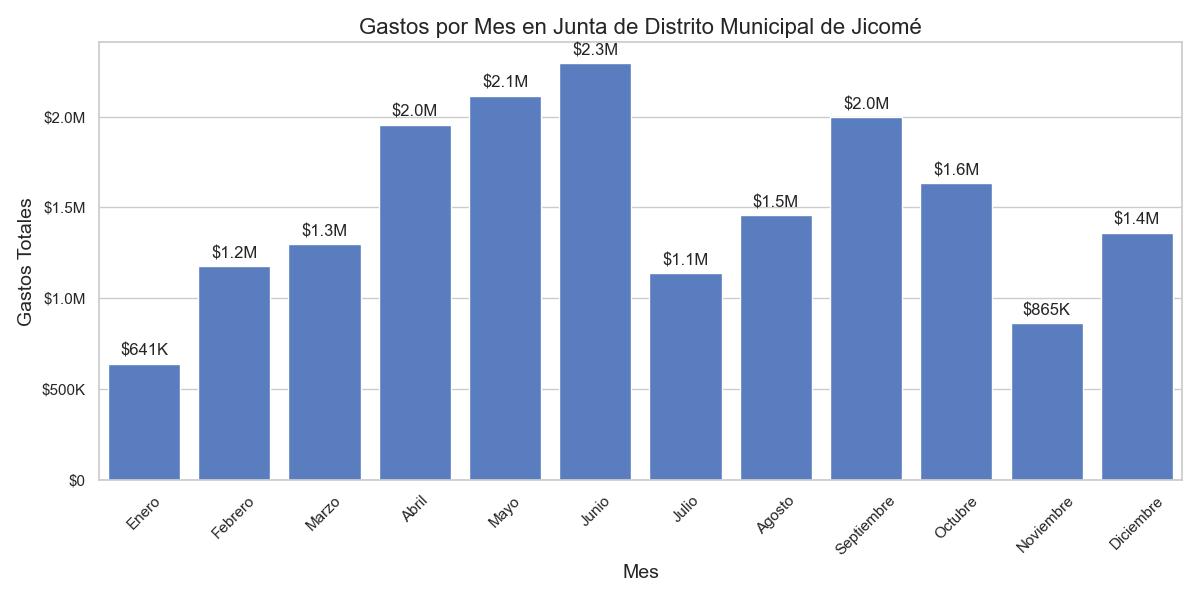 Gastos por Mes en Junta de Distrito Municipal de Jicomé
Gastos Totales
$2.0M
$1.5M
$1.0M
$500K
$0
$641K
$1.2M
$1.3M
$2.0M
$2.1M
$2.3M
$1.1M
$1.5M
$2.0M
$1.6M
$865K
$1.4M
Enero
Febrero
Marzo
Abril
Mayo
Junio
Julio
Agosto
Septiembre
Octubre
Noviembre
Diciembre
Mes